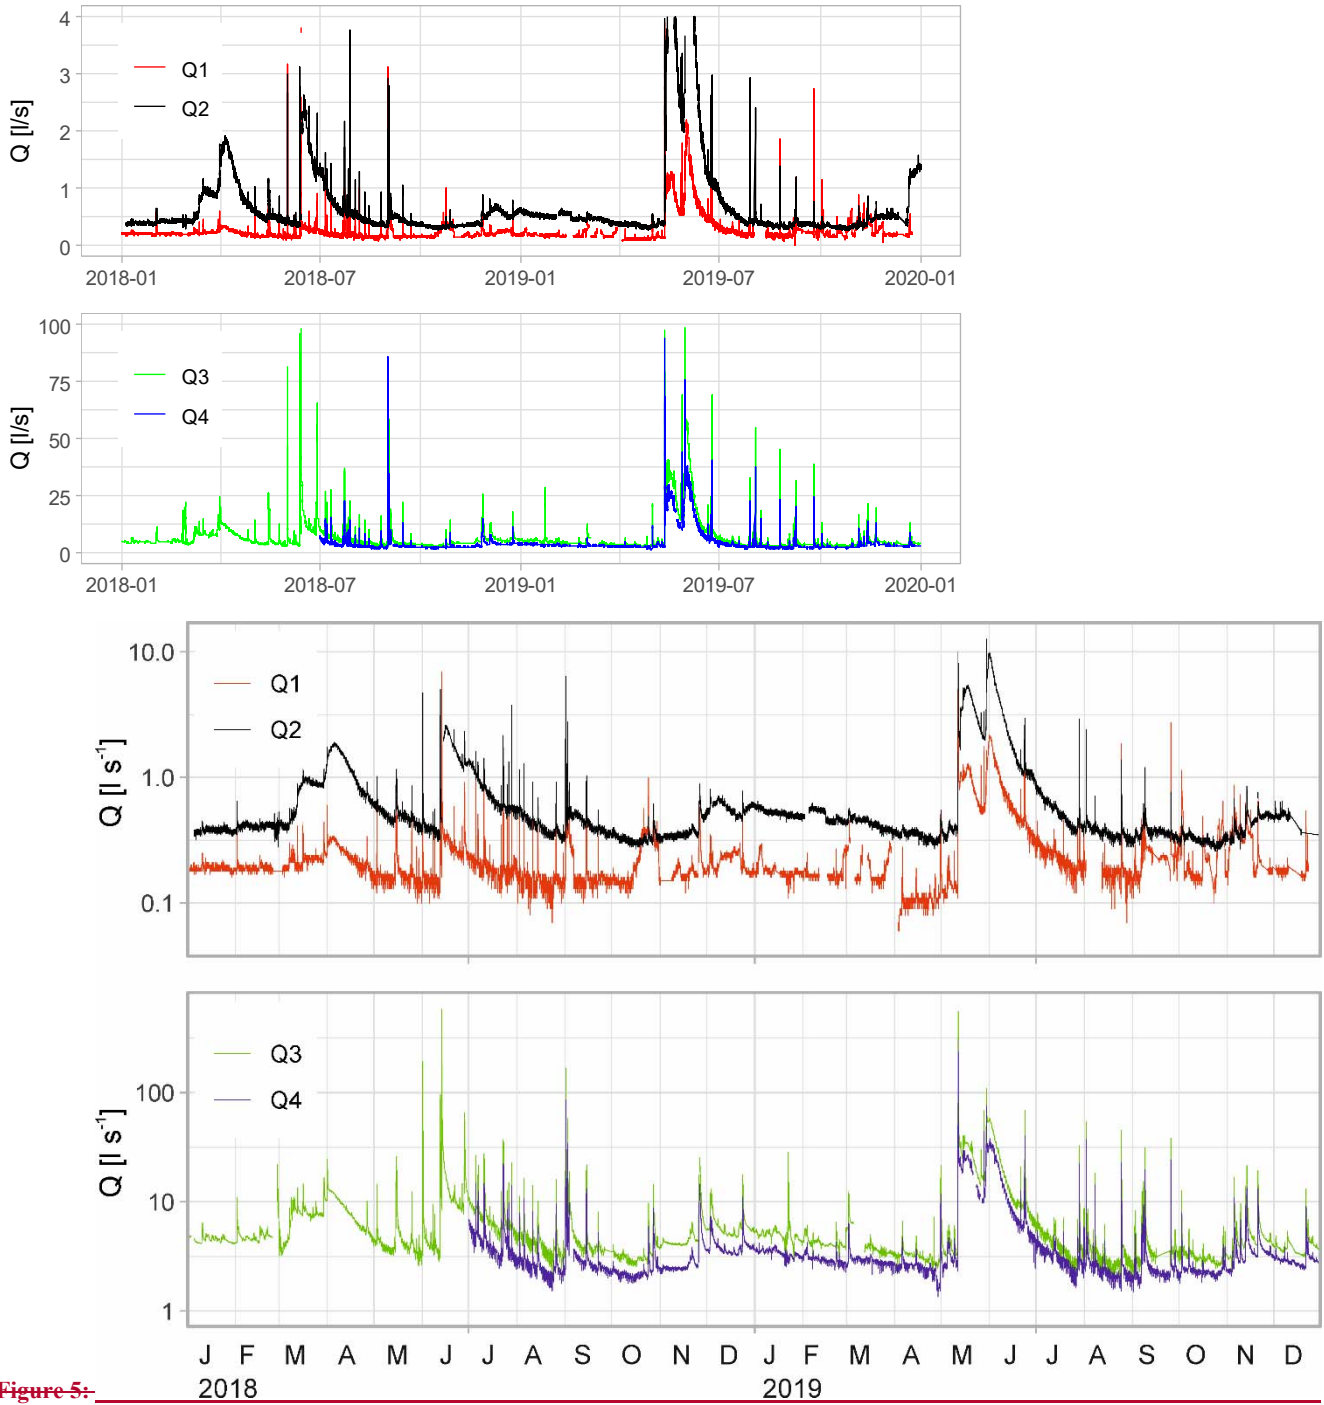 4
3
2
1
0
Q [l/s]
Q1
Q2
2018-01 2018-07 2019-01 2019-07 2020-01
100
75
50
25
0
Q [l/s]
Q3
Q4
2018-01 2018-07 2019-01 2019-07 2020-01
10.0
1.0
0.1
Q [l s⁻¹]
Q1
Q2
100
10
1
Q [l s⁻¹]
Q3
Q4
J F M A M J J A S O N D J F M A M J J A S O N D
2018 2019
Figure 5: